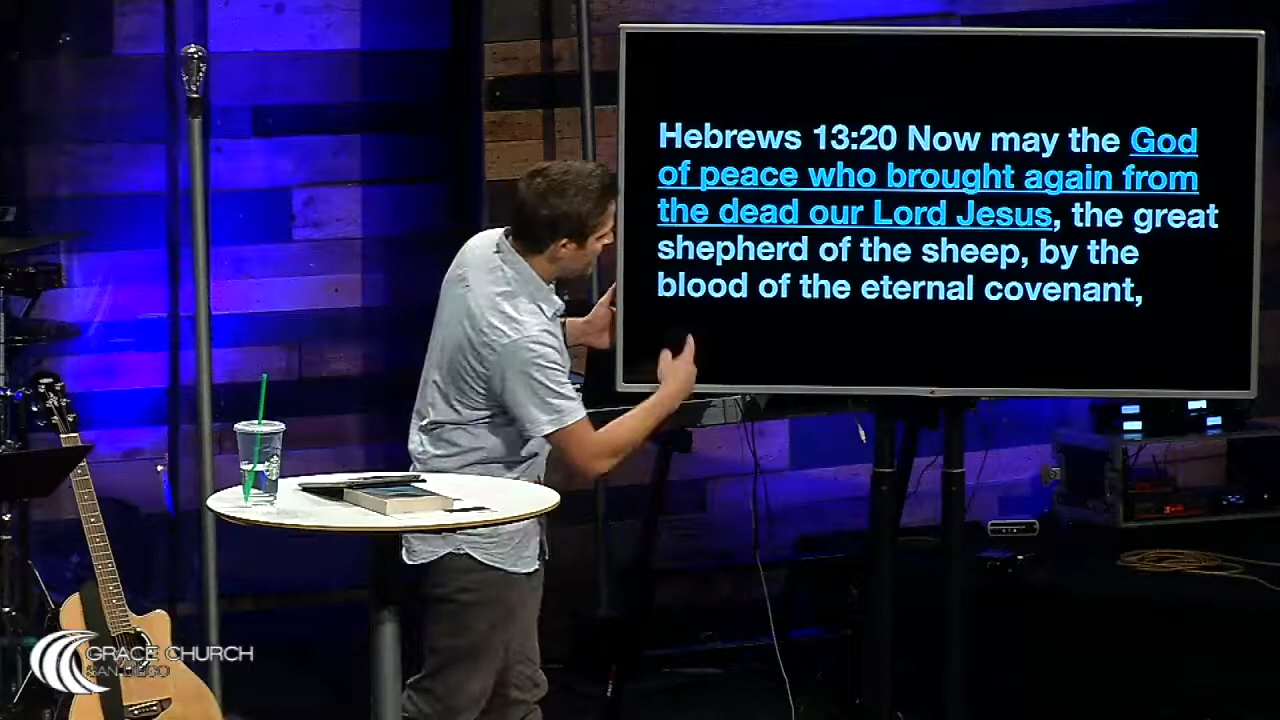 Hebrews 13:20 Now may the God
of peace who brought again from
the dead our Lord Jesus, the great
shepherd of the sheep, by the
blood of the eternal covenant,
GRACE CHURCH
SAN DIEGO